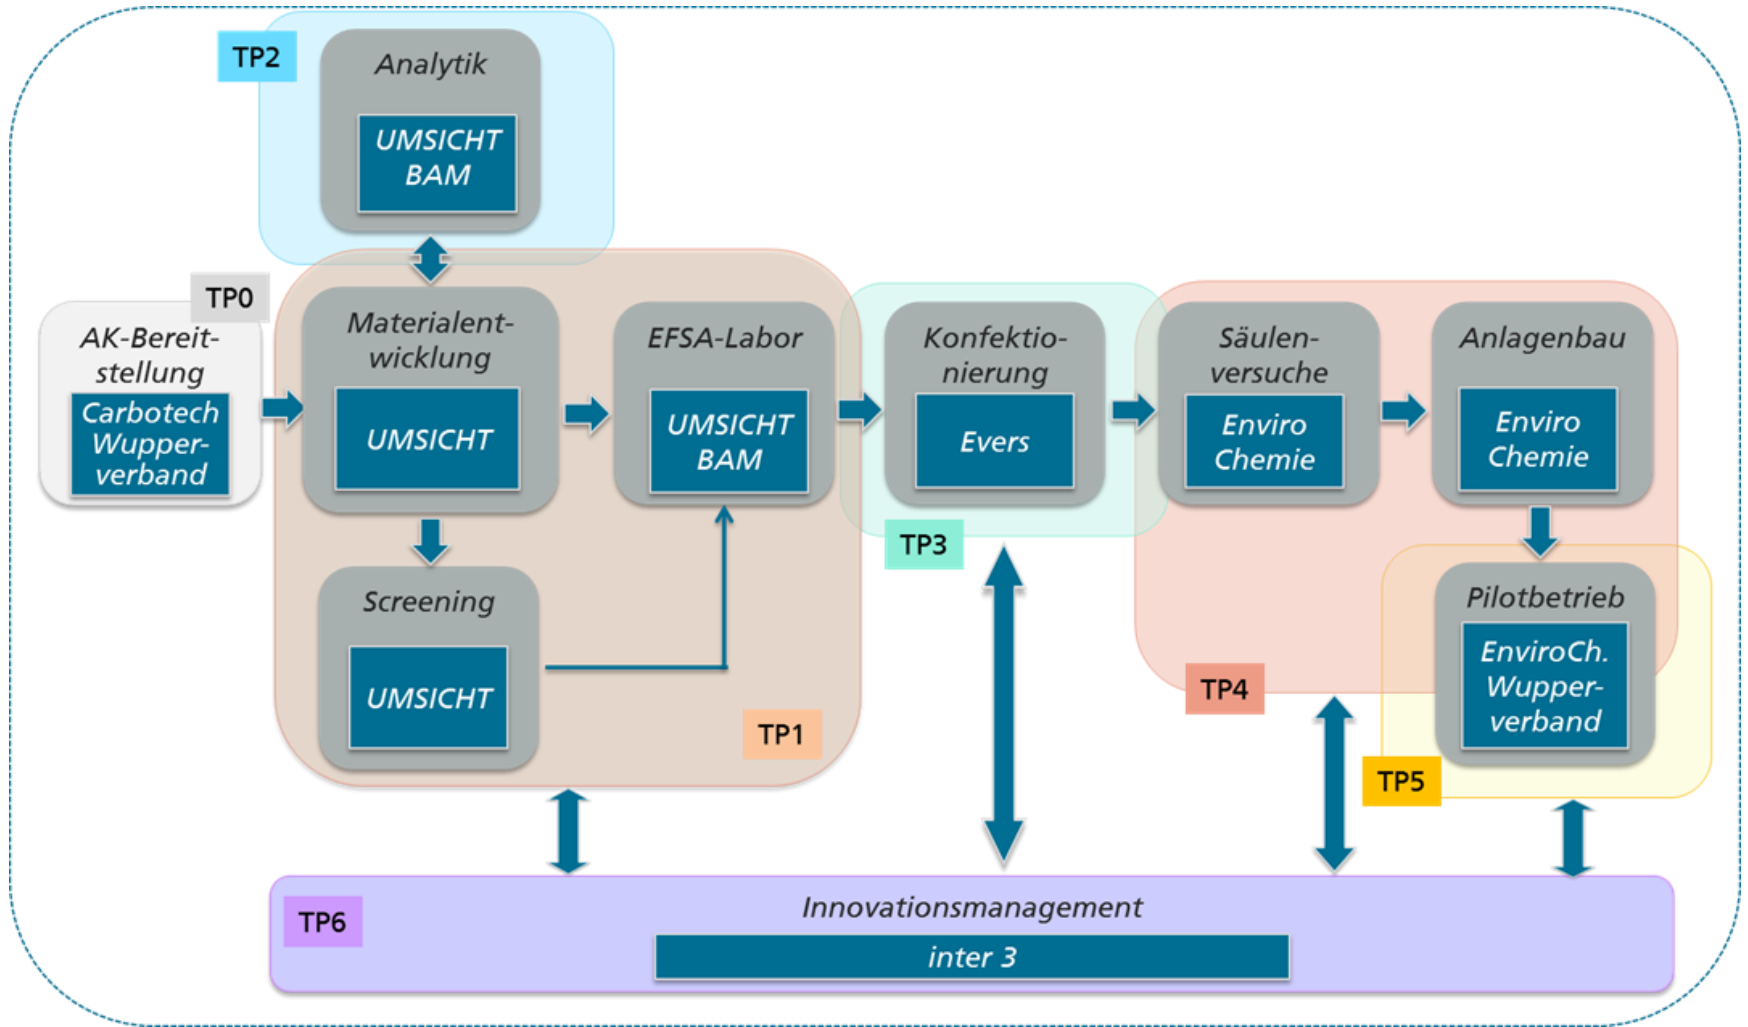 TP2
Analytik
UMSICHT
BAM
TP0
AK-Bereit-
stellung
Carbotech
Wupper-
verband
Materialent-
wicklung
UMSICHT
EFSA-Labor
UMSICHT
BAM
Screening
UMSICHT
TP1
Konfektio-
nierung
Evers
TP3
Säulen-
versuche
Enviro
Chemie
Anlagenbau
Enviro
Chemie
TP4
Pilotbetrieb
EnviroCh.
Wupper-
verband
TP5
TP6
Innovationsmanagement
inter 3